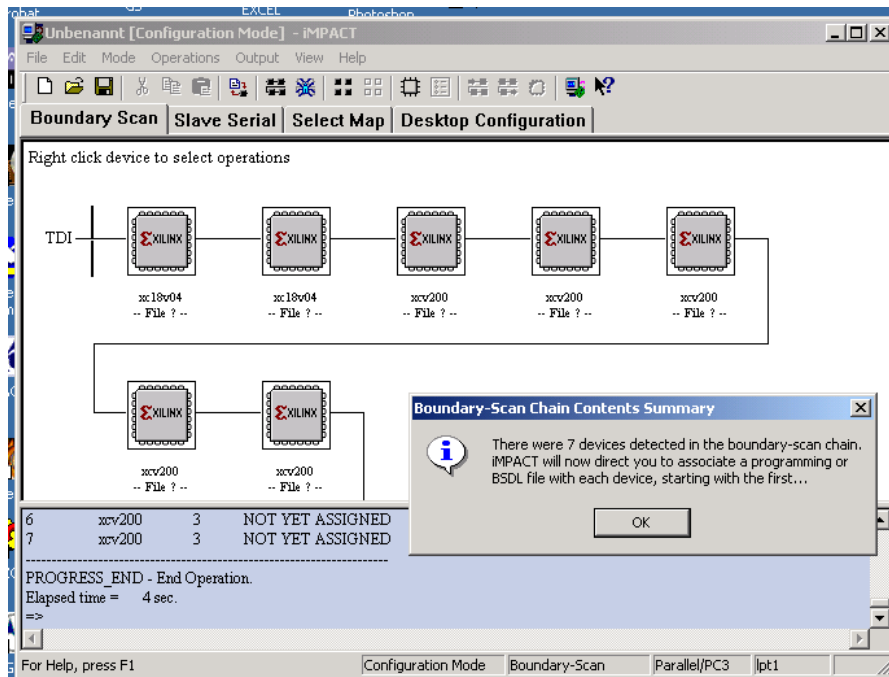 EXCEL
Photoshop
Unbenannt [Configuration Mode] - iMPACT
File Edit Mode Operations Output View Help
Boundary Scan Slave Serial Select Map Desktop Configuration
Right click device to select operations
TDI
XILINX XILINX XILINX XILINX XILINX
xc18v04 xc18v04 xcv200 xcv200 xcv200
-- File ? -- -- File ? -- -- File ? -- -- File ? -- -- File ? --
XILINX XILINX
xcv200 xcv200
-- File ? -- -- File ? --
Boundary-Scan Chain Contents Summary
There were 7 devices detected in the boundary-scan chain.
iMPACT will now direct you to associate a programming or
BSDL file with each device, starting with the first...
OK
6 xcv200 3 NOT YET ASSIGNED
7 xcv200 3 NOT YET ASSIGNED
--------------------------------------------------------------
PROGRESS_END - End Operation.
Elapsed time = 4 sec.
=>
For Help, press F1 Configuration Mode Boundary-Scan Parallel/PC3 lpt1